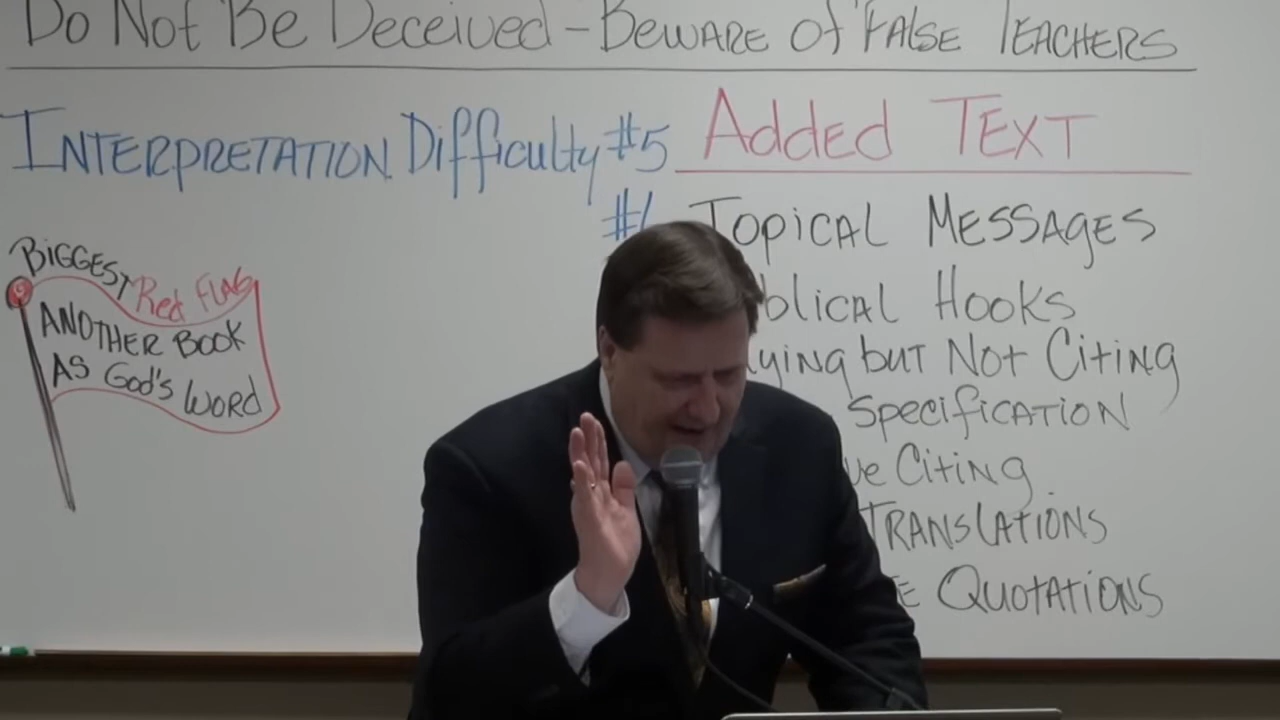 Do Not Be Deceived - Beware of False Teachers
Interpretation Difficulty #5 Added Text
Topical Messages
Biggest Red Flag
Another Book
As God's Word
Hooks
but Not Citing
Specification
Citing
Translations
Quotations